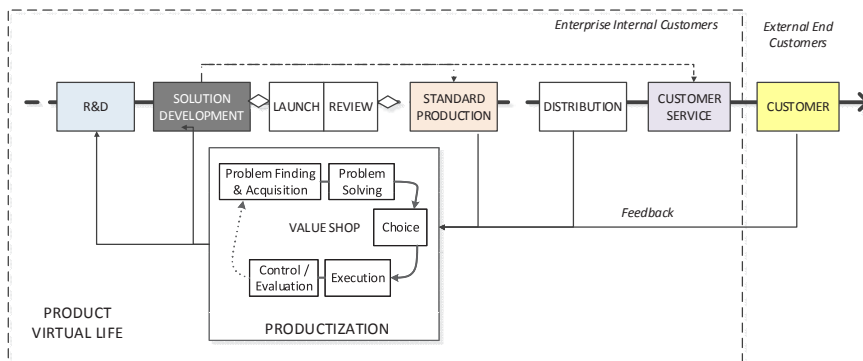 Enterprise Internal Customers
External End
Customers
R&D
SOLUTION
DEVELOPMENT
LAUNCH
REVIEW
STANDARD
PRODUCTION
DISTRIBUTION
CUSTOMER
SERVICE
CUSTOMER
Problem Finding
& Acquisition
Problem
Solving
VALUE SHOP
Choice
Feedback
Control /
Evaluation
Execution
PRODUCT
VIRTUAL LIFE
PRODUCTIZATION